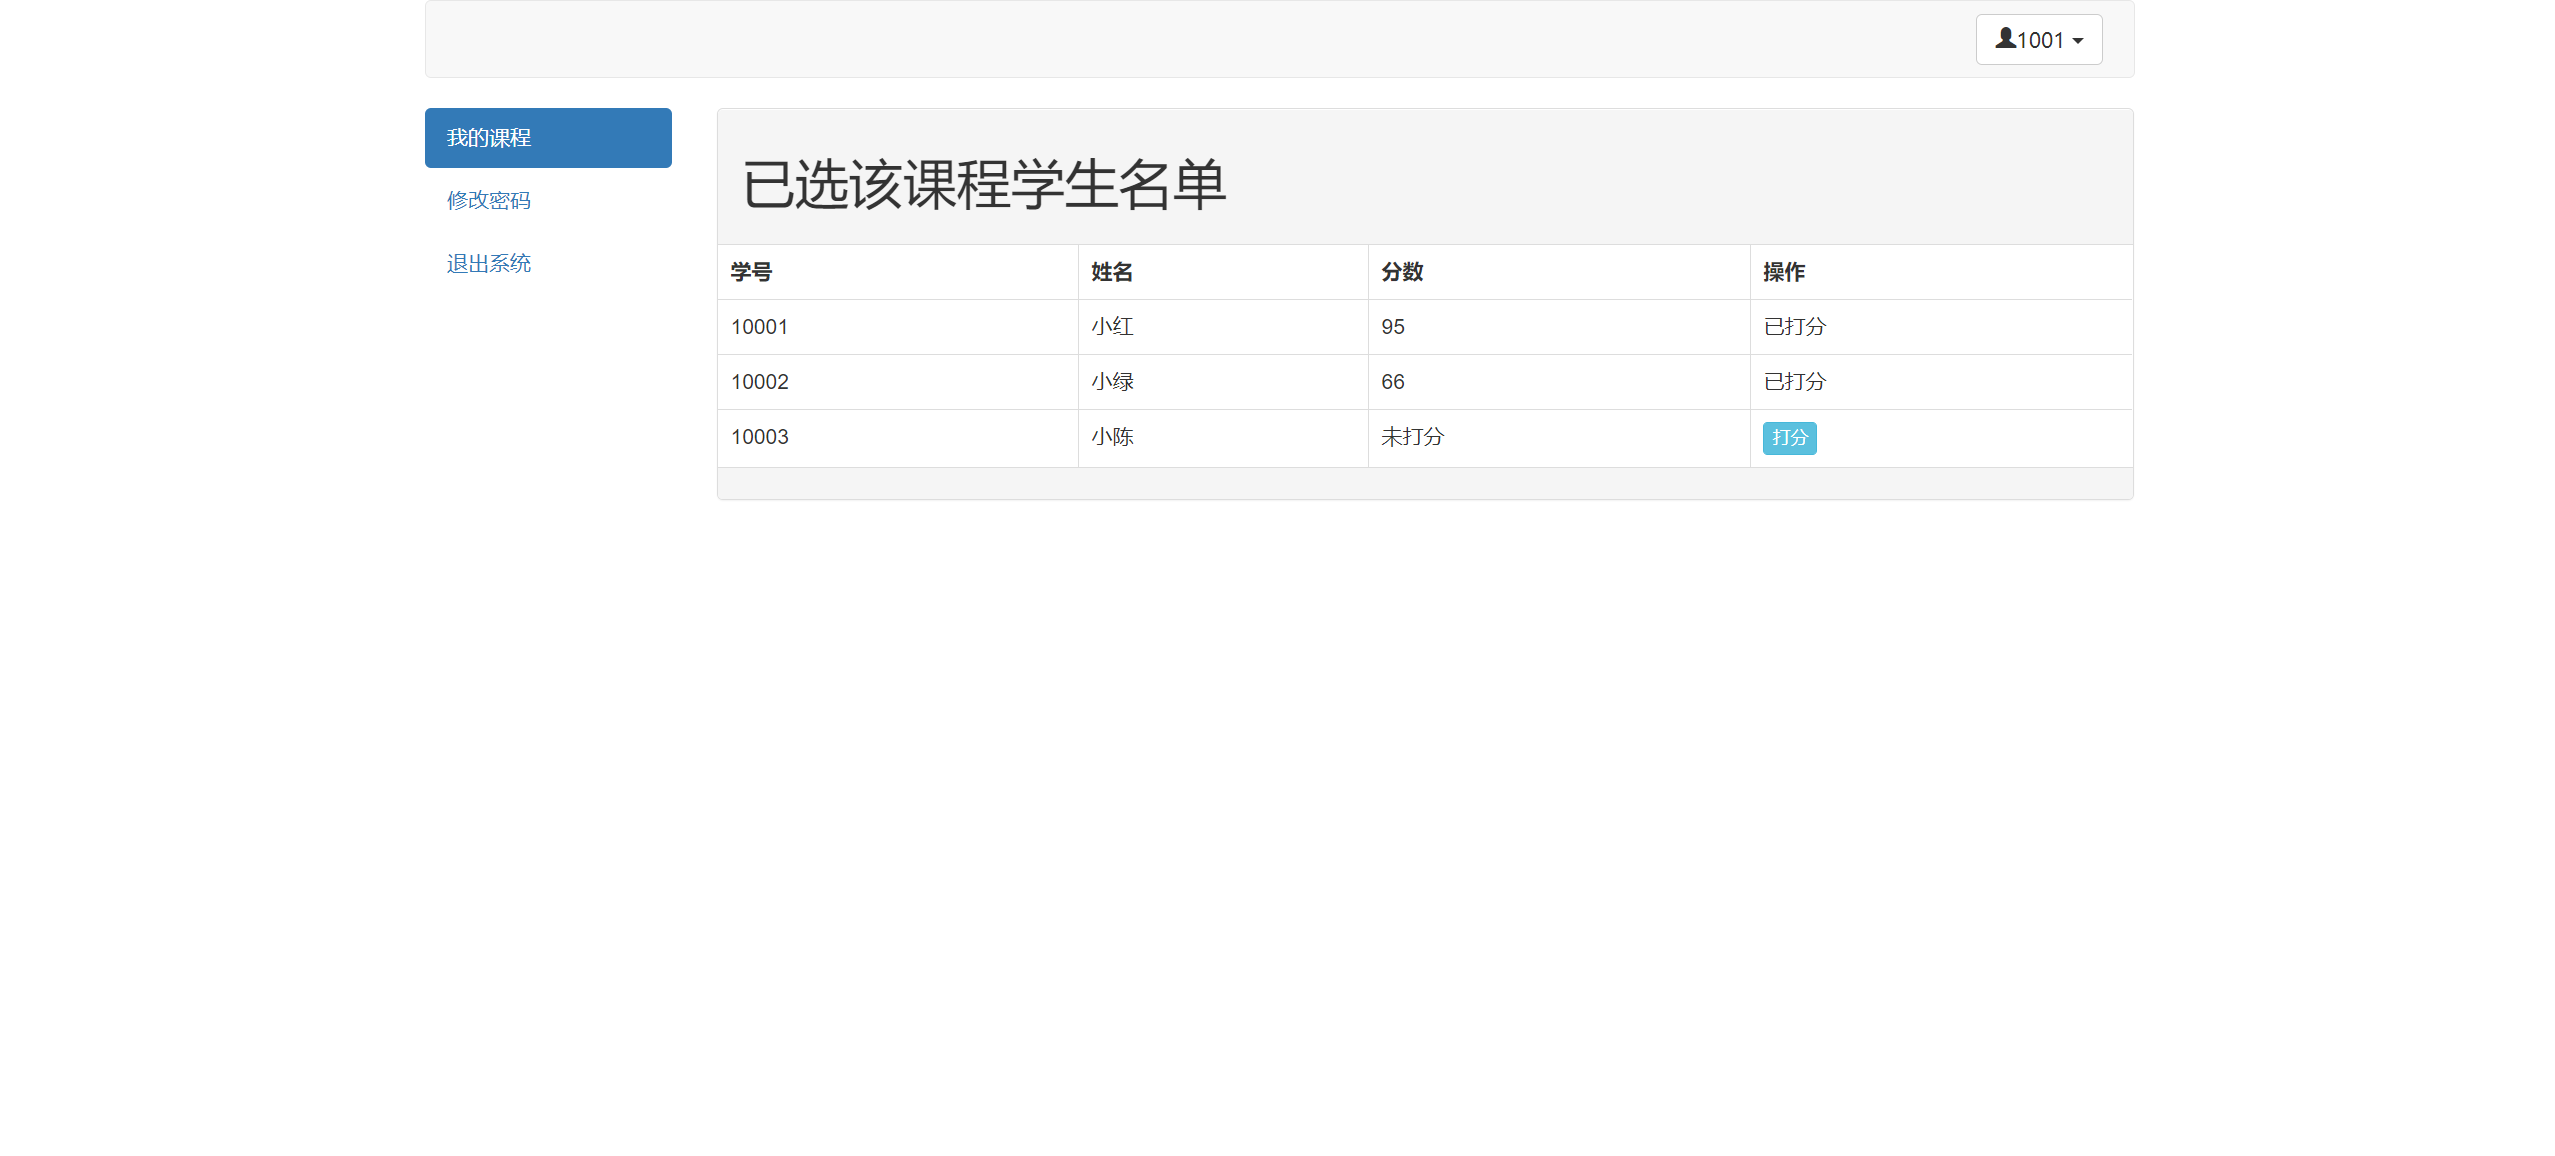 1001
我的课程
修改密码
退出系统
已选该课程学生名单
学号 姓名 分数 操作
10001 小红 95 已打分
10002 小绿 66 已打分
10003 小陈 未打分 打分